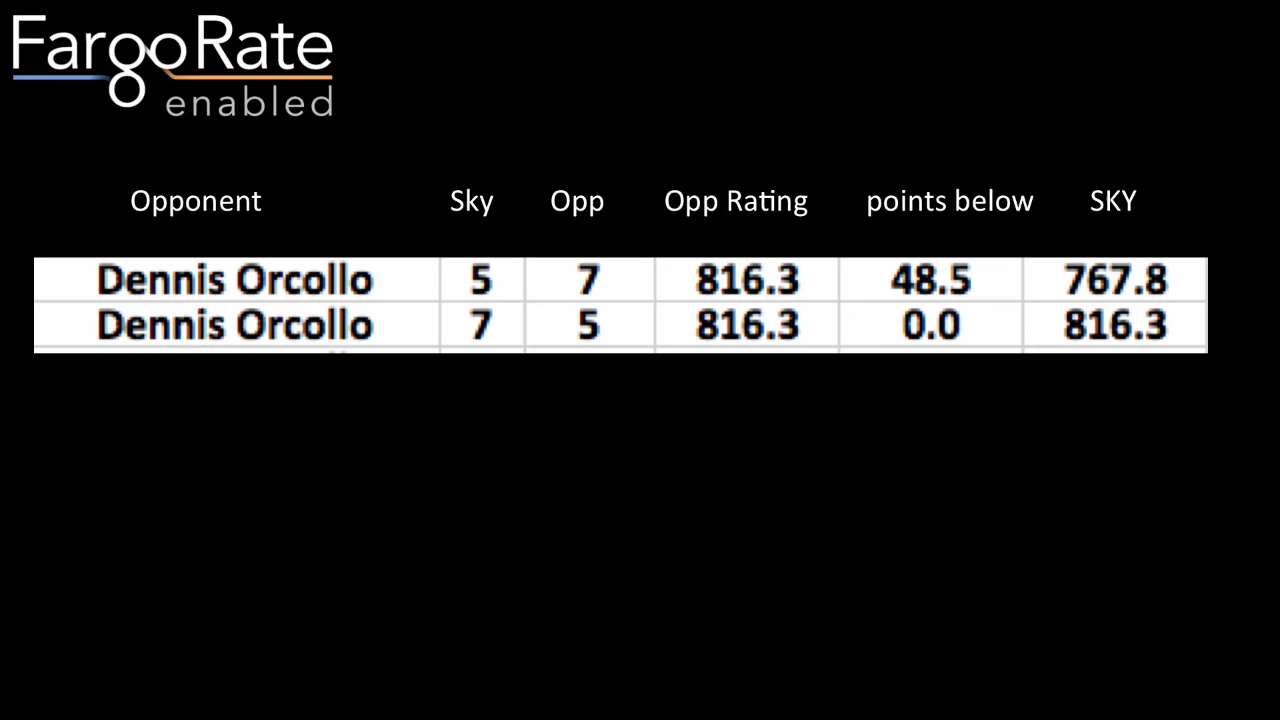 FargoRate
enabled
Opponent Sky Opp Opp Rating points below SKY
Dennis Orcollo 5 7 816.3 48.5 767.8
Dennis Orcollo 7 5 816.3 0.0 816.3